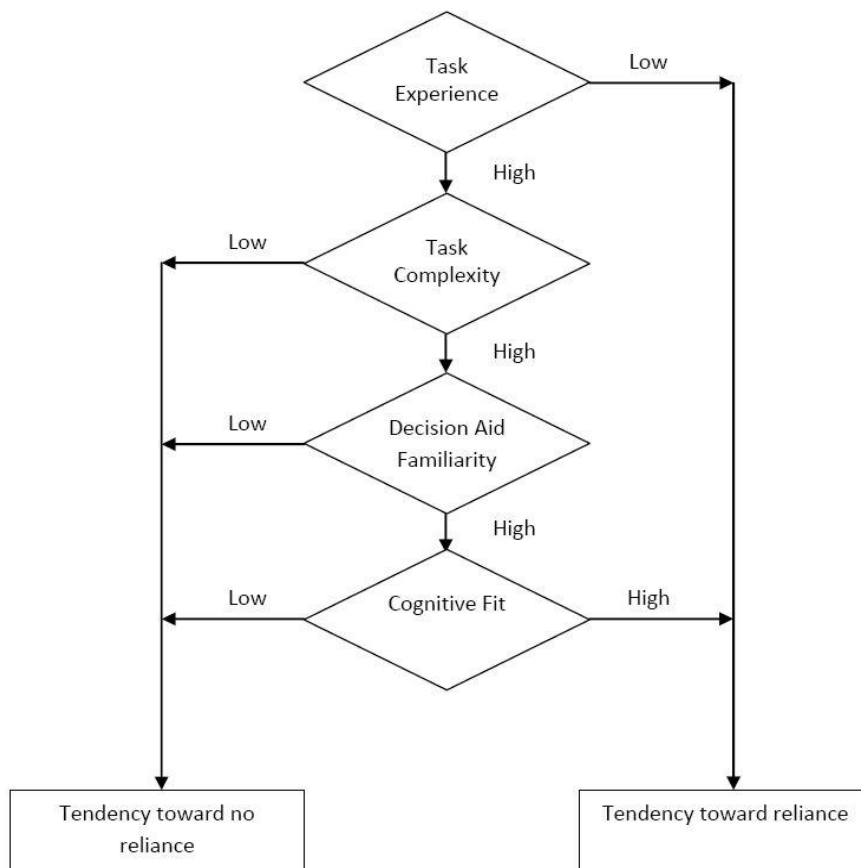 Task
Experience
Low
High
Task
Complexity
Low
High
Decision Aid
Familiarity
Low
High
Cognitive Fit
Low
High
Tendency toward no
reliance
Tendency toward reliance